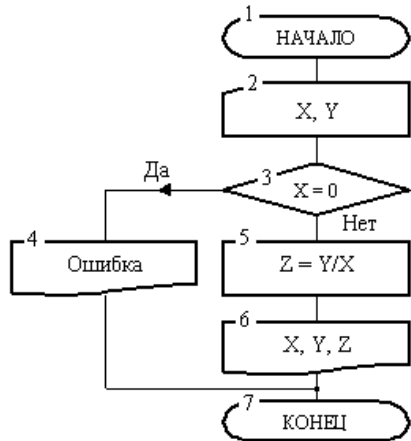 1
НАЧАЛО
2
X, Y
3
X = 0
Да
Нет
4
Ошибка
5
Z = Y/X
6
X, Y, Z
7
КОНЕЦ